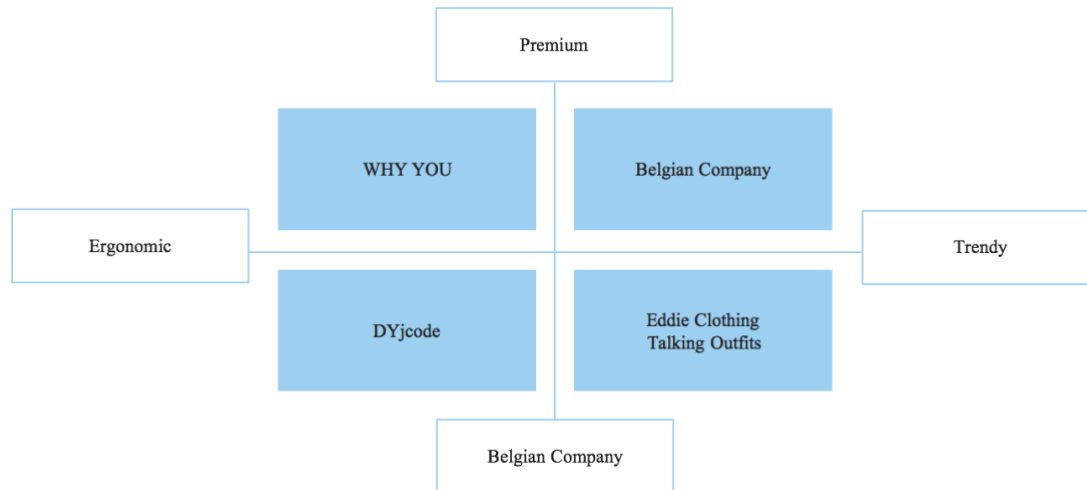 Premium
WHY YOU
Belgian Company
Ergonomic
Trendy
DYjcode
Eddie Clothing
Talking Outfits
Belgian Company